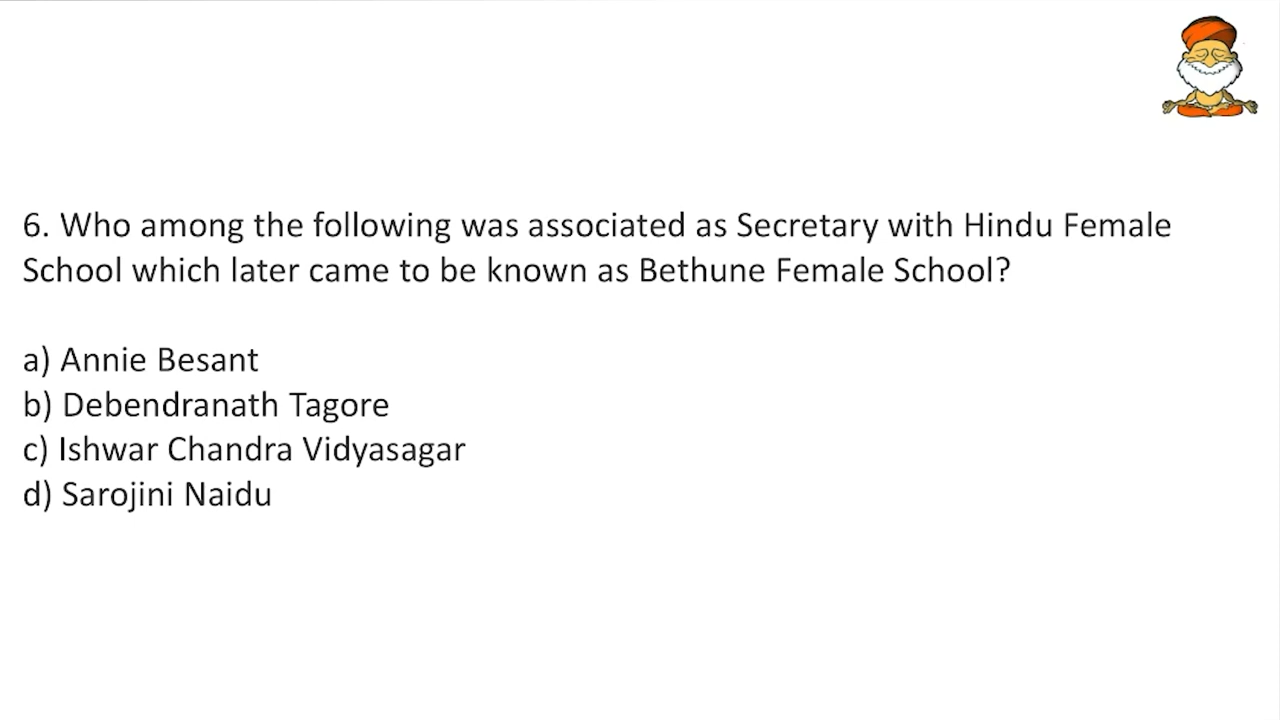 6. Who among the following was associated as Secretary with Hindu Female
School which later came to be known as Bethune Female School?
a) Annie Besant
b) Debendranath Tagore
c) Ishwar Chandra Vidyasagar
d) Sarojini Naidu